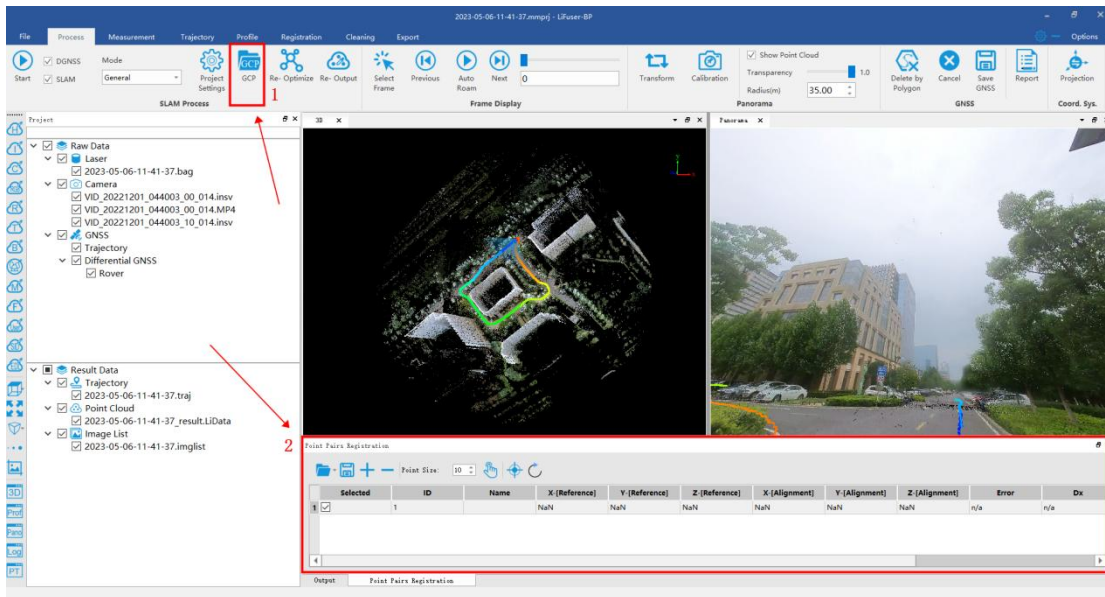 2023-05-06-11-41-37.mmprj - LiFuser-BP
File Process Measurement Trajectory Profile Registration Cleaning Export Options
Start
DGNSS
SLAM
Mode
General
Project Settings
GCP
GCP
1
Re- Optimize
Re- Output
Select Frame
Previous
Auto Roam
Next
0
Transform
Calibration
Show Point Cloud
Transparency 1.0
Radius(m) 35.00
Delete by Polygon
Cancel
Save GNSS
Report
Projection
SLAM Process Frame Display Panorama GNSS Coord. Sys.
Project
Raw Data
Laser
2023-05-06-11-41-37.bag
Camera
VID_20221201_044003_00_014.insv
VID_20221201_044003_00_014.MP4
VID_20221201_044003_10_014.insv
GNSS
Trajectory
Differential GNSS
Rover
Result Data
Trajectory
2023-05-06-11-41-37.traj
Point Cloud
2023-05-06-11-41-37_result.LiData
Image List
2023-05-06-11-41-37.imglist
3D
Prof
Pano
Log
PT
3D
Panorama
2
Point Pairs Registration
Point Size: 10
Selected ID Name X-[Reference] Y-[Reference] Z-[Reference] X-[Alignment] Y-[Alignment] Z-[Alignment] Error Dx
1 1 NaN NaN NaN NaN NaN NaN n/a n/a
Output Point Pairs Registration